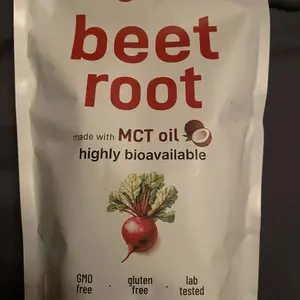 beet
root
made with MCT oil
highly bioavailable
GMO gluten lab
free · free · tested